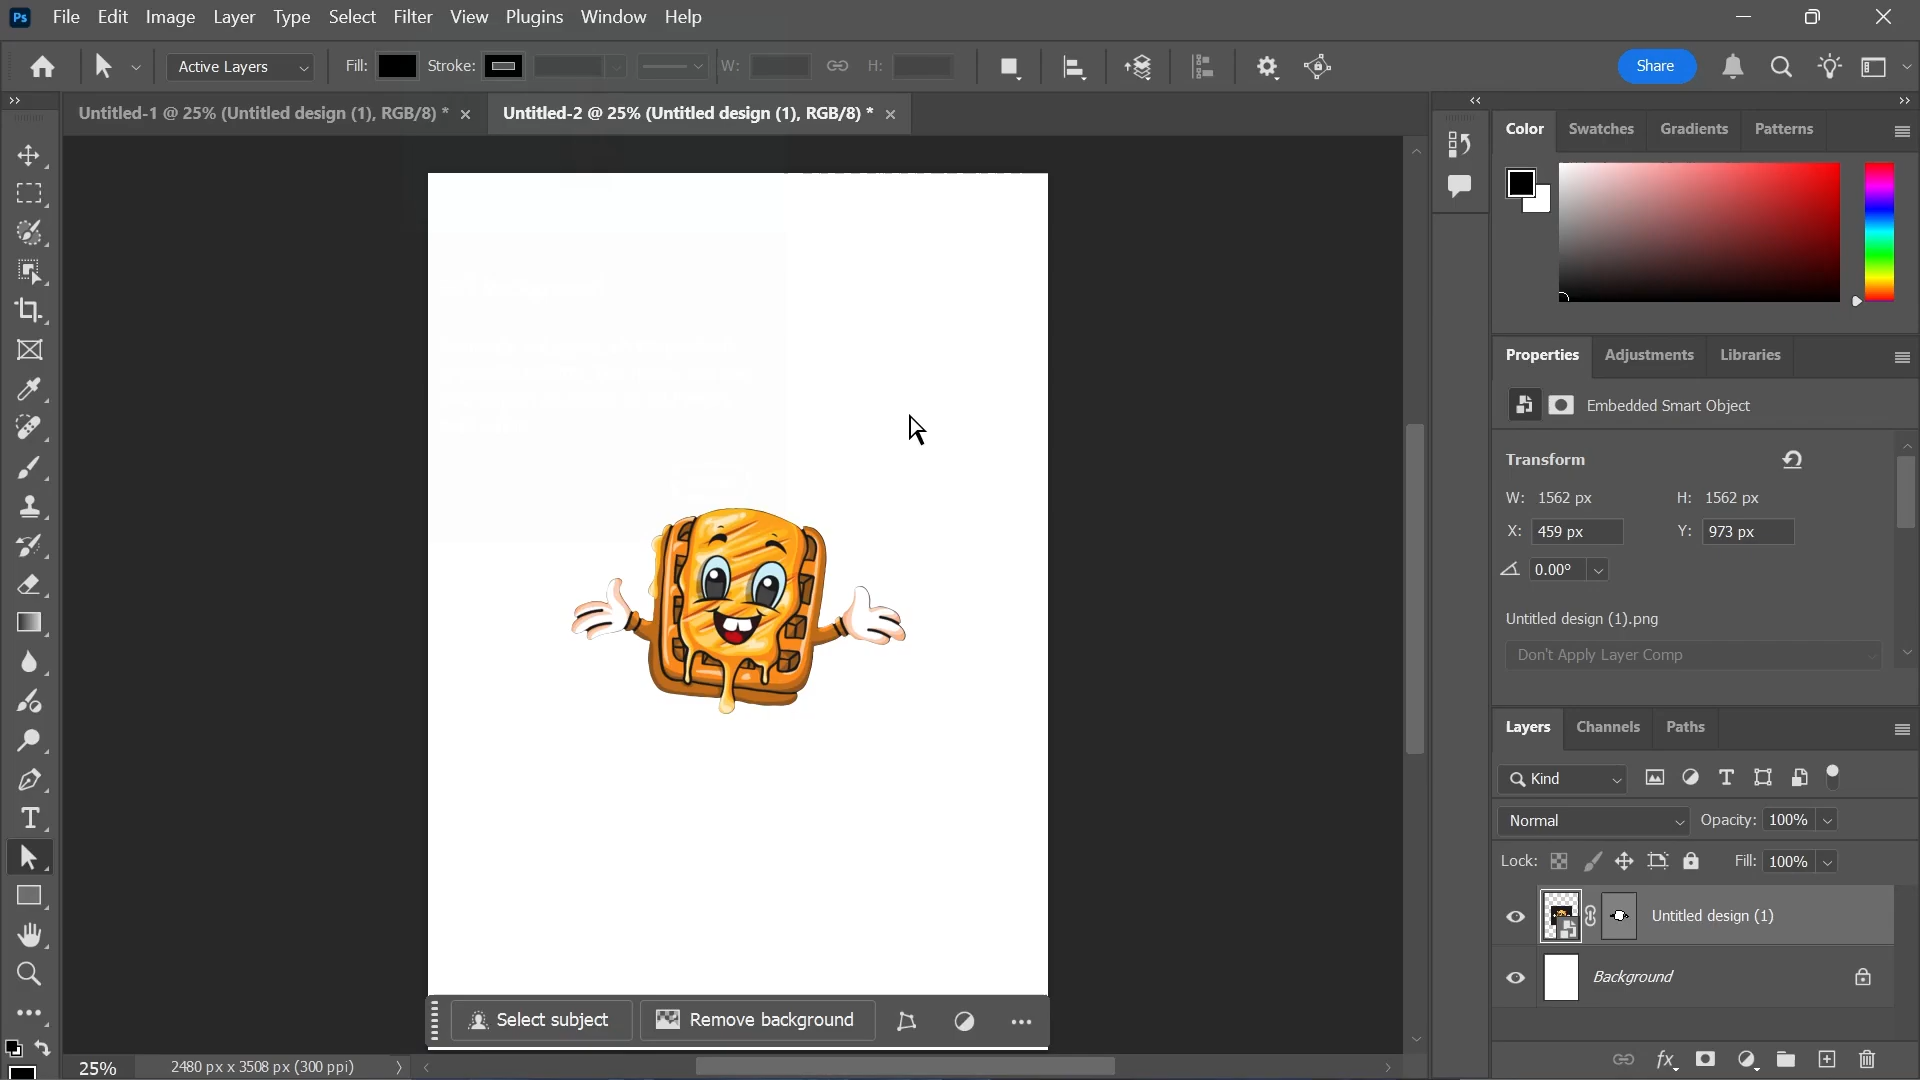 Ps File Edit Image Layer Type Select Filter View Plugins Window Help
Active Layers Fill: Stroke: W: H: Share
Untitled-1 @ 25% (Untitled design (1), RGB/8) * Untitled-2 @ 25% (Untitled design (1), RGB/8) *
Color Swatches Gradients Patterns
Properties Adjustments Libraries
Embedded Smart Object
Transform
W: 1562 px H: 1562 px
X: 459 px Y: 973 px
0.00°
Untitled design (1).png
Don't Apply Layer Comp
Layers Channels Paths
Kind
Normal Opacity: 100%
Lock: Fill: 100%
Untitled design (1)
Background
Select subject Remove background
25% 2480 px x 3508 px (300 ppi)
fx